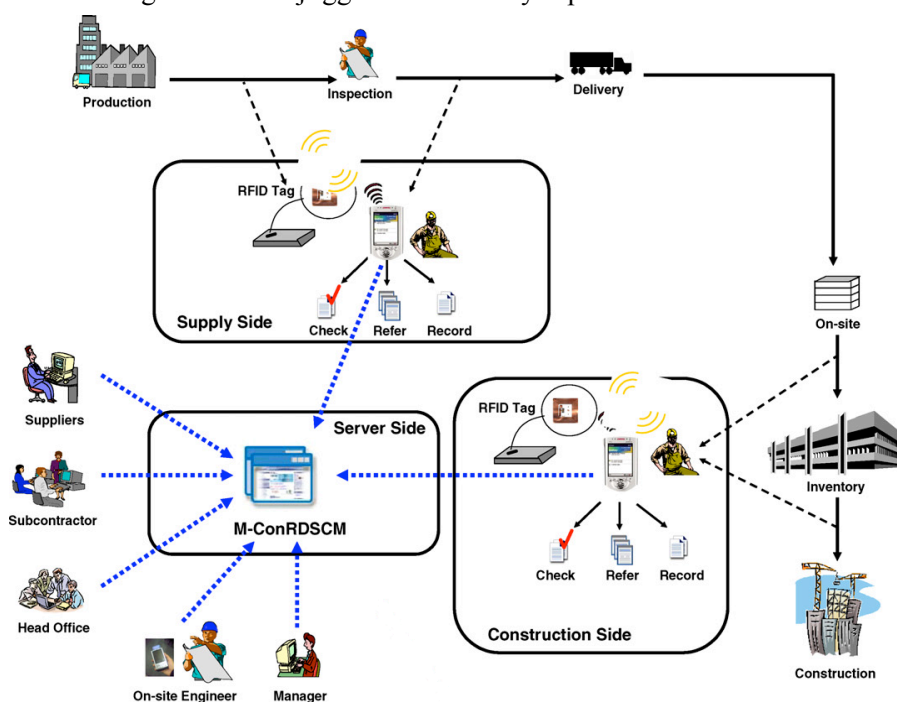 Production
Inspection
Delivery
RFID Tag
Supply Side
Check
Refer
Record
On-site
Suppliers
Server Side
RFID Tag
Subcontractor
M-ConRDSCM
Inventory
Check
Refer
Record
Head Office
Construction Side
On-site Engineer
Manager
Construction